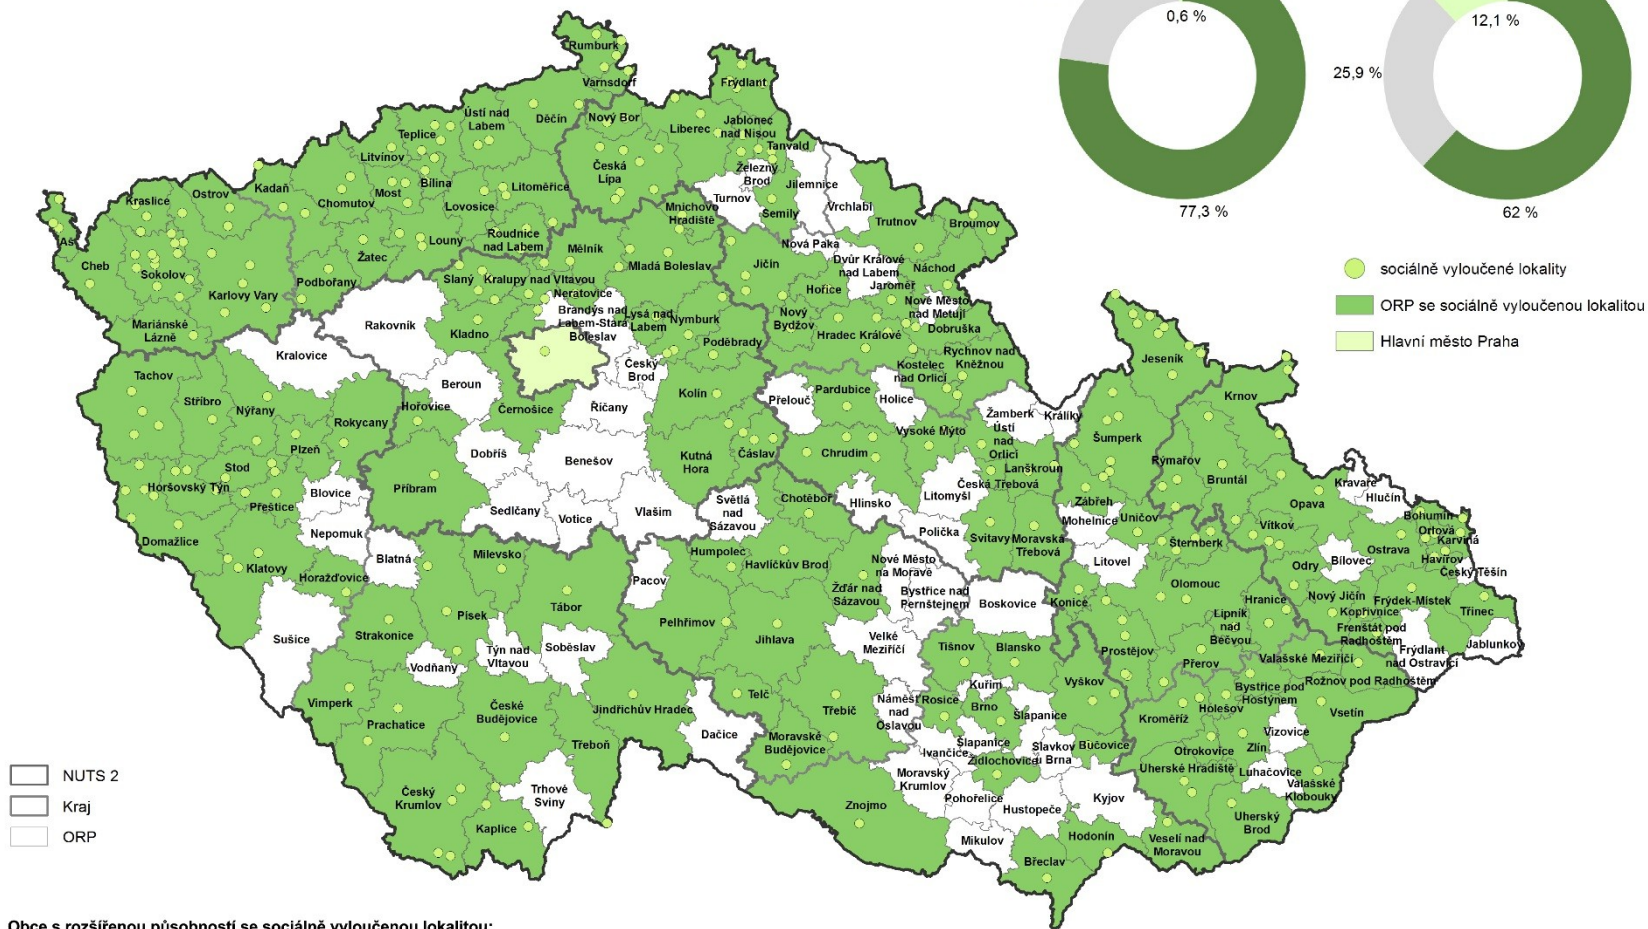 0,6 %
12,1 %
25,9 %
77,3 %
62 %
sociálně vyloučené lokality
ORP se sociálně vyloučenou lokalitou
Hlavní město Praha
Rumburk
Varnsdorf
Frýdlant
Ústí nad
Labem
Děčín
Nový Bor
Liberec
Jablonec
nad Nisou
Tanvald
Teplice
Litvínov
Česká
Lípa
Železný
Brod
Jilemnice
Vrchlabí
Turnov
Semily
Trutnov
Broumov
Kraslice
Ostrov
Kadaň
Chomutov
Most
Bílina
Litoměřice
Lovosice
Roudnice
nad Labem
Louny
Žatec
Mnichovo
Hradiště
Mělník
Mladá Boleslav
Jičín
Nová Paka
Dvůr Králové
nad Labem
Jaroměř
Náchod
Hořice
Nové Město
nad Metují
Dobruška
Aš
Cheb
Sokolov
Karlovy Vary
Podbořany
Mariánské
Lázně
Slaný
Kralupy nad Vltavou
Neratovice
Brandýs nad
Labem-Stará
Boleslav
Lysá nad
Labem
Nymburk
Poděbrady
Nový
Bydžov
Hradec Králové
Rychnov nad
Kněžnou
Kostelec
nad Orlicí
Rakovník
Kladno
Kralovice
Beroun
Hořovice
Černošice
Český
Brod
Říčany
Kolín
Přelouč
Pardubice
Holice
Žamberk
Králíky
Jeseník
Krnov
Tachov
Stříbro
Nýřany
Rokycany
Plzeň
Stod
Horšovský Týn
Přeštice
Blovice
Nepomuk
Domažlice
Klatovy
Horažďovice
Sušice
Dobříš
Benešov
Příbram
Sedlčany
Votice
Vlašim
Kutná
Hora
Čáslav
Chrudim
Vysoké Mýto
Ústí
nad
Orlicí
Lanškroun
Česká Třebová
Litomyšl
Hlinsko
Polička
Svitavy
Moravská
Třebová
Světlá
nad
Sázavou
Chotěboř
Šumperk
Zábřeh
Mohelnice
Uničov
Litovel
Šternberk
Rýmařov
Bruntál
Opava
Vítkov
Kravaře
Hlučín
Bohumín
Orlová
Karviná
Ostrava
Havířov
Český Těšín
Bílovec
Odry
Nový Jičín
Kopřivnice
Frýdek-Místek
Třinec
Jablunkov
Frenštát pod
Radhoštěm
Frýdlant
nad Ostravicí
Blatná
Milevsko
Písek
Tábor
Strakonice
Vodňany
Týn nad
Vltavou
Soběslav
Pacov
Humpolec
Havlíčkův Brod
Pelhřimov
Jihlava
Žďár nad
Sázavou
Nové Město
na Moravě
Bystřice nad
Pernštejnem
Velké
Meziříčí
Boskovice
Konice
Olomouc
Hranice
Lipník
nad
Bečvou
Prostějov
Přerov
Tišnov
Blansko
Vyškov
Valašské Meziříčí
Rožnov pod Radhoštěm
Bystřice pod
Hostýnem
Holešov
Vsetín
Kroměříž
Vimperk
Prachatice
České
Budějovice
Jindřichův Hradec
Třeboň
Dačice
Telč
Třebíč
Moravské
Budějovice
Náměšť
nad
Oslavou
Rosice
Kuřim
Brno
Šlapanice
Šlapanice
Ivančice
Židlochovice
Slavkov
u Brna
Bučovice
Otrokovice
Zlín
Vizovice
Uherské Hradiště
Luhačovice
Valašské
Klobouky
Uherský
Brod
Český
Krumlov
Kaplice
Trhové
Sviny
Znojmo
Moravský
Krumlov
Pohořelice
Hustopeče
Kyjov
Mikulov
Hodonín
Veselí nad
Moravou
Břeclav
NUTS 2
Kraj
ORP
Obce s rozšířenou působností se sociálně vyloučenou lokalitou: